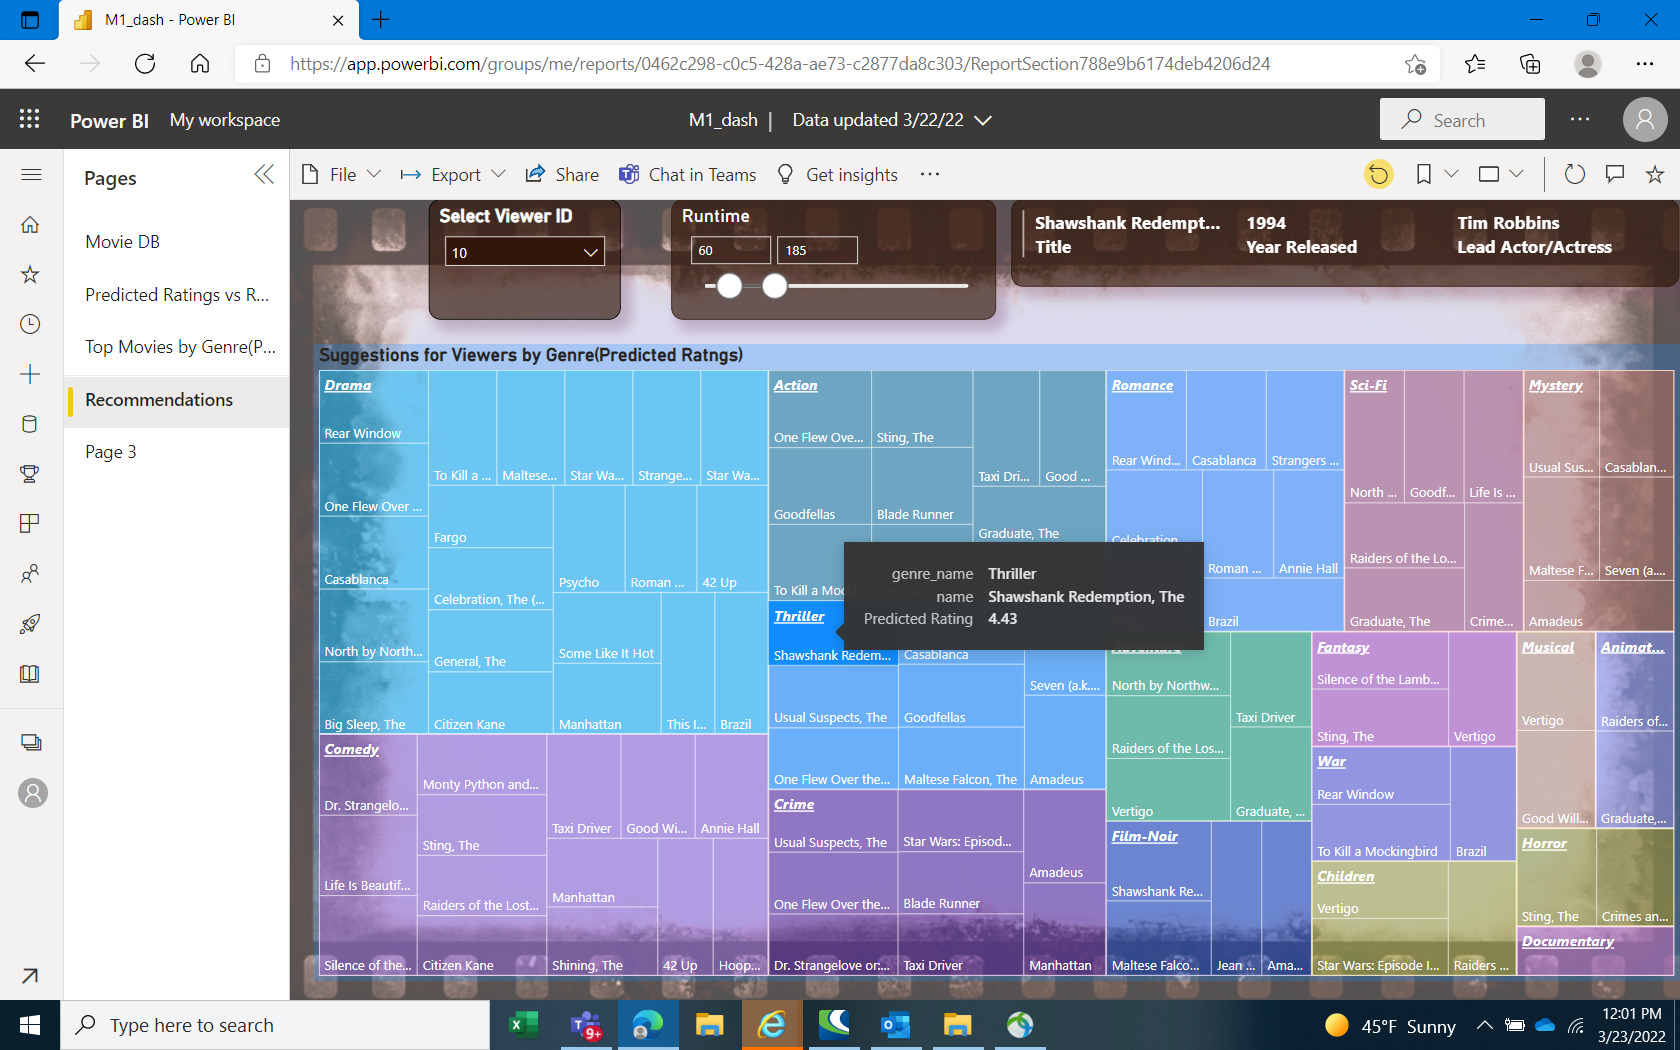 M1_dash - Power BI
https://app.powerbi.com/groups/me/reports/0462c298-c0c5-428a-ae73-c2877da8c303/ReportSection788e9b6174deb4206d24
Power BI My workspace
M1_dash | Data updated 3/22/22
Search
Pages
Movie DB
Predicted Ratings vs R...
Top Movies by Genre(P...
Recommendations
Page 3
File Export Share Chat in Teams Get insights
Select Viewer ID
10
Runtime
60 185
Shawshank Redempt... 1994 Tim Robbins
Title Year Released Lead Actor/Actress
Suggestions for Viewers by Genre(Predicted Ratngs)
Drama
Rear Window
One Flew Over ...
Casablanca
North by North...
Big Sleep, The
To Kill a ... Maltese... Star Wa... Strange... Star Wa...
Fargo
Celebration, The (...
General, The
Citizen Kane
Psycho Roman ... 42 Up
Some Like It Hot
Manhattan This I... Brazil
Comedy
Dr. Strangelo...
Life Is Beautif...
Silence of the...
Monty Python and...
Sting, The
Raiders of the Lost...
Citizen Kane
Taxi Driver Good Wi... Annie Hall
Manhattan
Shining, The 42 Up Hoop...
Action
One Flew Ove... Sting, The
Goodfellas Blade Runner
To Kill a Moc
Taxi Dri... Good ...
Graduate, The
genre_name Thriller
name Shawshank Redemption, The
Predicted Rating 4.43
Thriller
Shawshank Redem... Casablanca
Usual Suspects, The Goodfellas
One Flew Over the... Maltese Falcon, The
Seven (a.k....
Amadeus
Crime
Usual Suspects, The Star Wars: Episod...
One Flew Over the... Blade Runner
Dr. Strangelove or:... Taxi Driver
Amadeus
Manhattan
Romance
Rear Wind... Casablanca Strangers ...
Celebration
Roman ... Annie Hall
Brazil
Adventure
North by Northw...
Raiders of the Los...
Vertigo
Taxi Driver
Graduate, ...
Film-Noir
Shawshank Re...
Maltese Falco... Jean ... Ama...
Sci-Fi
North ... Goodf... Life Is ...
Raiders of the Lo...
Graduate, The Crime...
Mystery
Usual Sus... Casablan...
Maltese F... Seven (a....
Amadeus
Fantasy
Silence of the Lamb...
Sting, The Vertigo
War
Rear Window
To Kill a Mockingbird Brazil
Children
Vertigo
Star Wars: Episode I... Raiders ...
Musical
Vertigo
Good Will...
Animat...
Raiders of...
Graduate,...
Horror
Sting, The Crimes an...
Documentary
Type here to search
9+
45°F Sunny
12:01 PM
3/23/2022